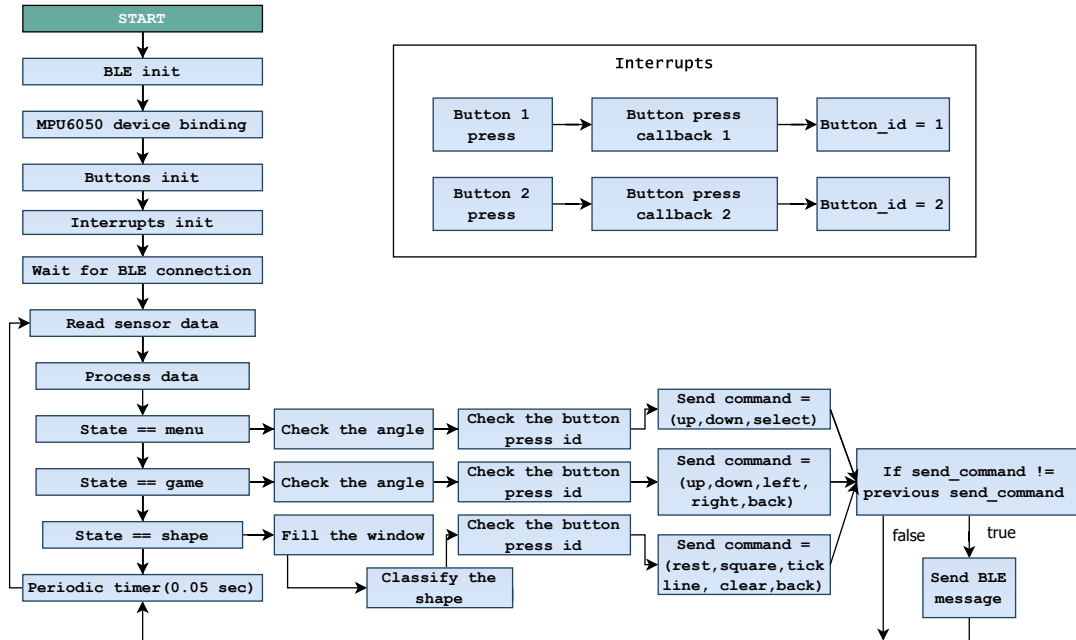 START
BLE init
MPU6050 device binding
Buttons init
Interrupts init
Wait for BLE connection
Read sensor data
Process data
State == menu
State == game
State == shape
Periodic timer(0.05 sec)
Interrupts
Button 1
press
Button press
callback 1
Button_id = 1
Button 2
press
Button press
callback 2
Button_id = 2
Check the angle
Check the button
press id
Send command =
(up,down,select)
Check the angle
Check the button
press id
Send command =
(up,down,left,
right,back)
Fill the window
Classify the
shape
Check the button
press id
Send command =
(rest,square,tick
line, clear,back)
If send_command !=
previous send_command
false
true
Send BLE
message